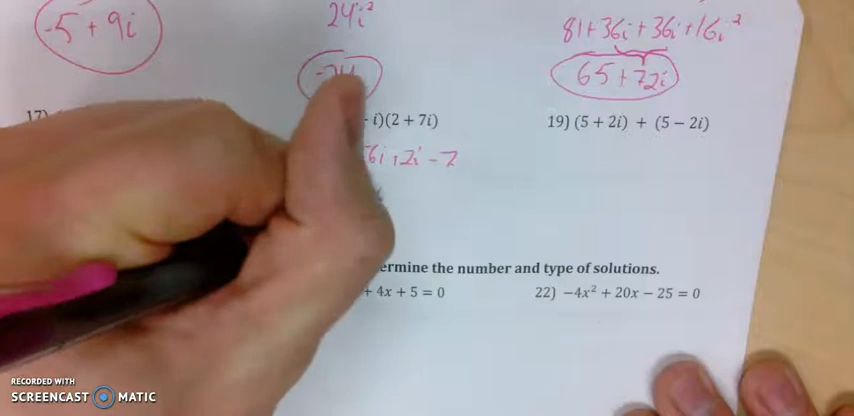 -5 + 9i
24i²
81 + 36i + 36i + 16i²
65 + 72i
17)
- i)(2 + 7i)
19) (5 + 2i) + (5 − 2i)
6i + 2i - 7
ermine the number and type of solutions.
+ 4x + 5 = 0
22) −4x² + 20x − 25 = 0
RECORDED WITH
SCREENCAST MATIC